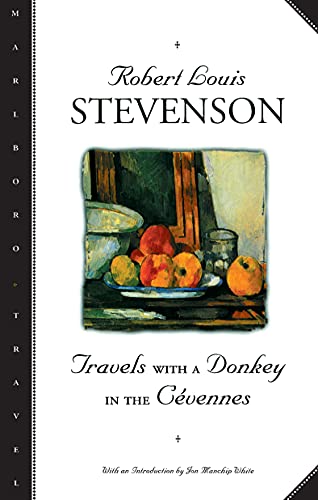 MARLBORO TRAVEL
Robert Louis
STEVENSON
Travels WITH A Donkey
IN THE Cévennes
With an Introduction by Jon Manchip White